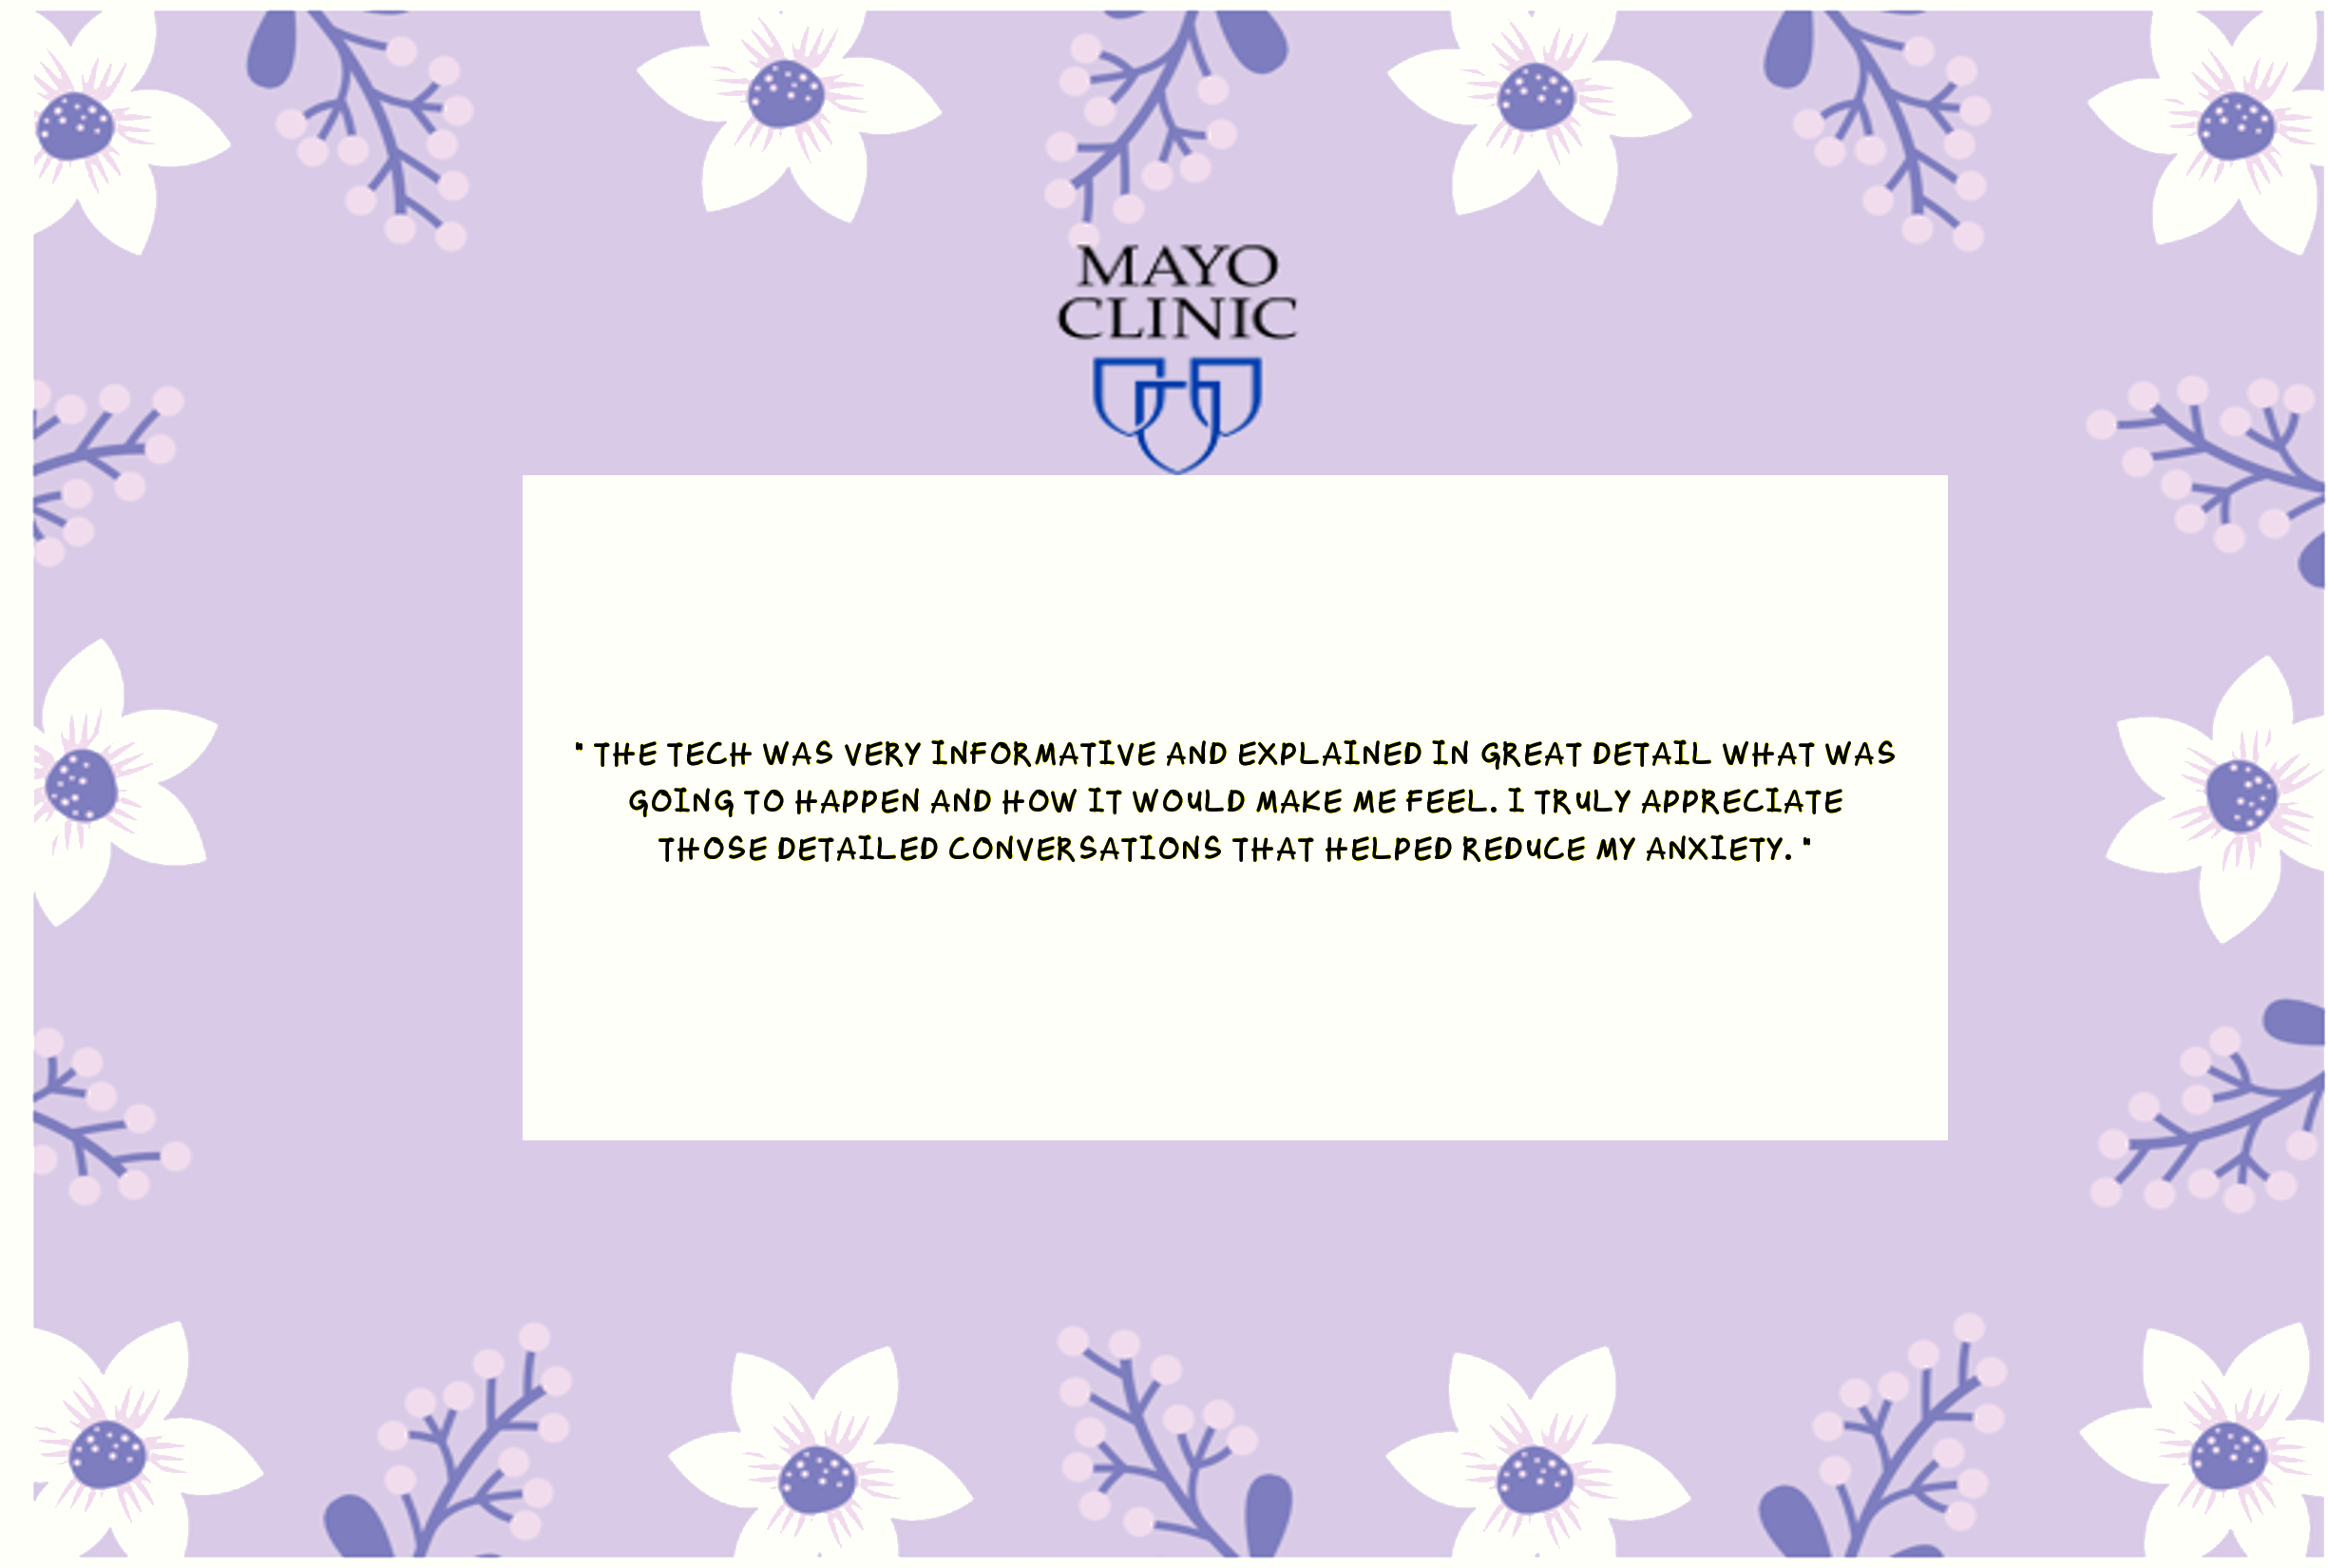 MAYO
CLINIC
" THE TECH WAS VERY INFORMATIVE AND EXPLAINED IN GREAT DETAIL WHAT WAS
GOING TO HAPPEN AND HOW IT WOULD MAKE ME FEEL. I TRULY APPRECIATE
THOSE DETAILED CONVERSATIONS THAT HELPED REDUCE MY ANXIETY. "